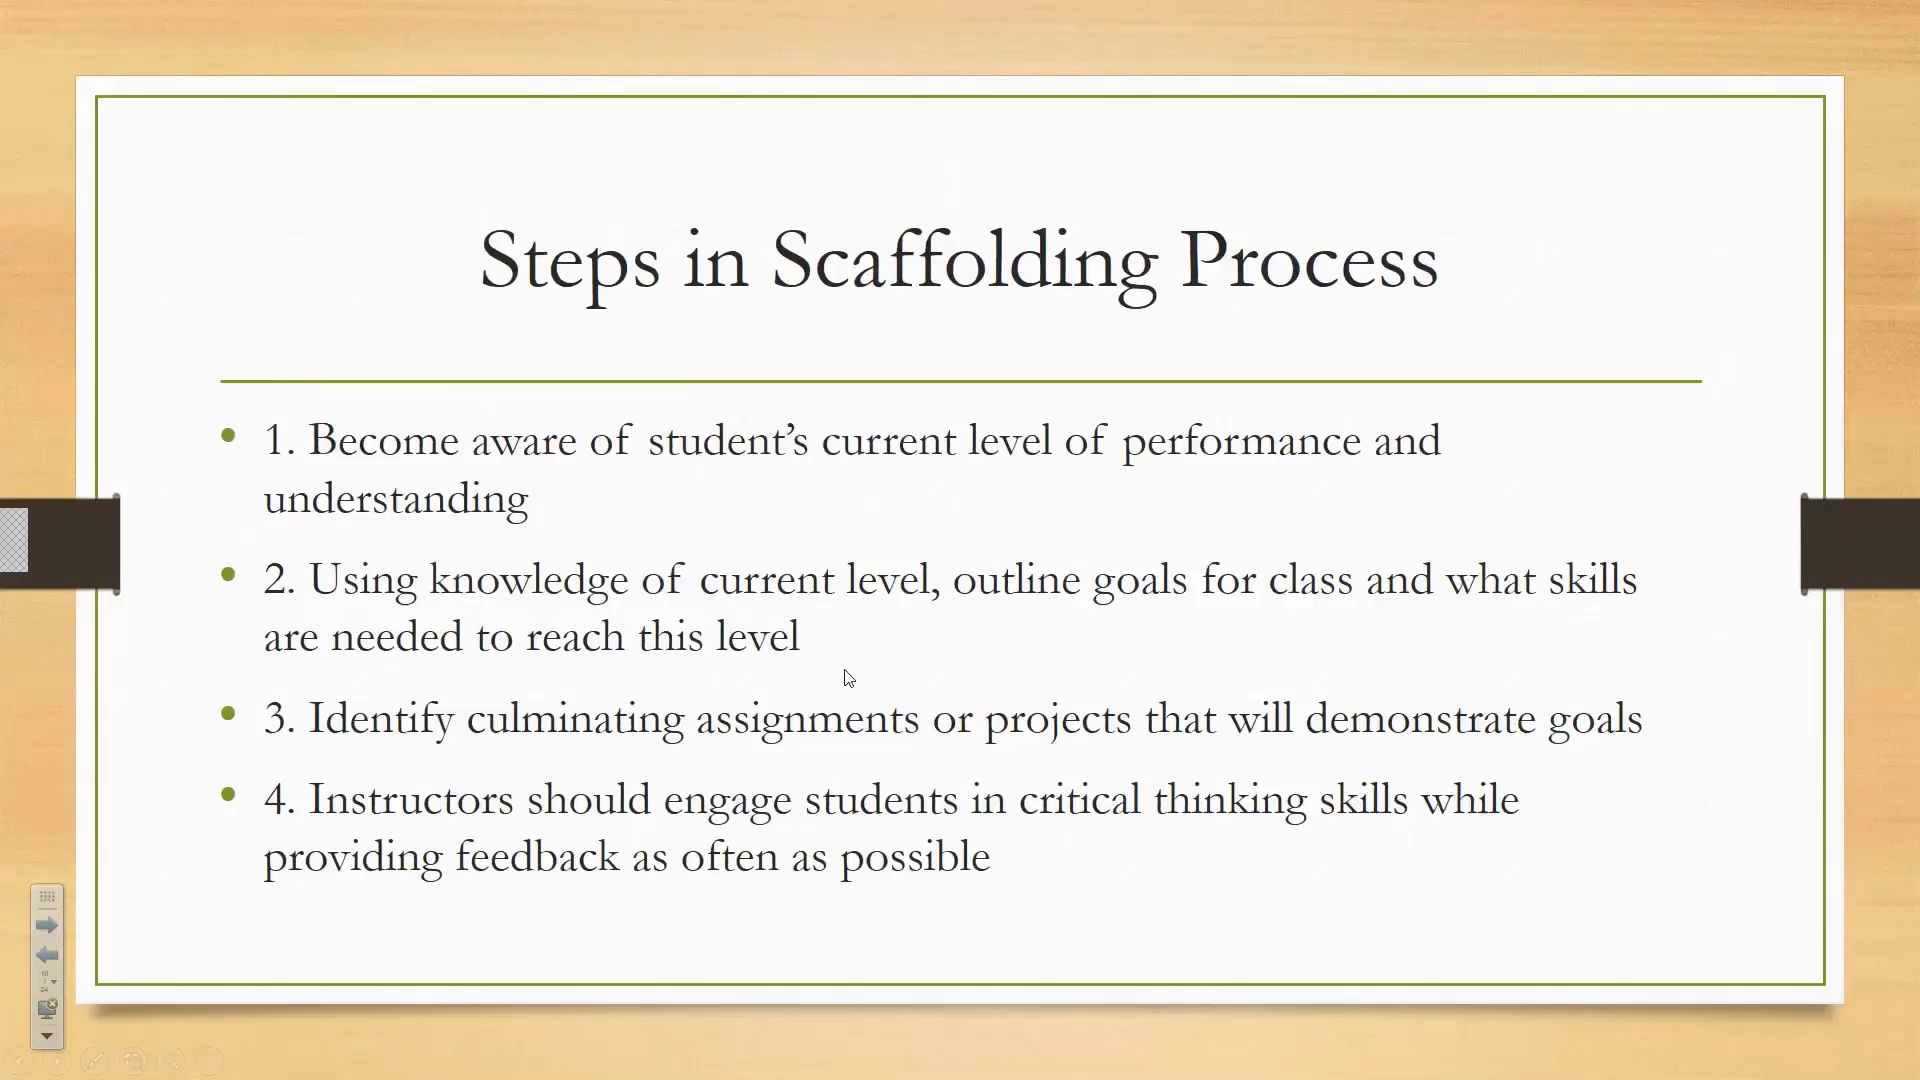 Steps in Scaffolding Process
• 1. Become aware of student’s current level of performance and
understanding
• 2. Using knowledge of current level, outline goals for class and what skills
are needed to reach this level
• 3. Identify culminating assignments or projects that will demonstrate goals
• 4. Instructors should engage students in critical thinking skills while
providing feedback as often as possible
10
/
24